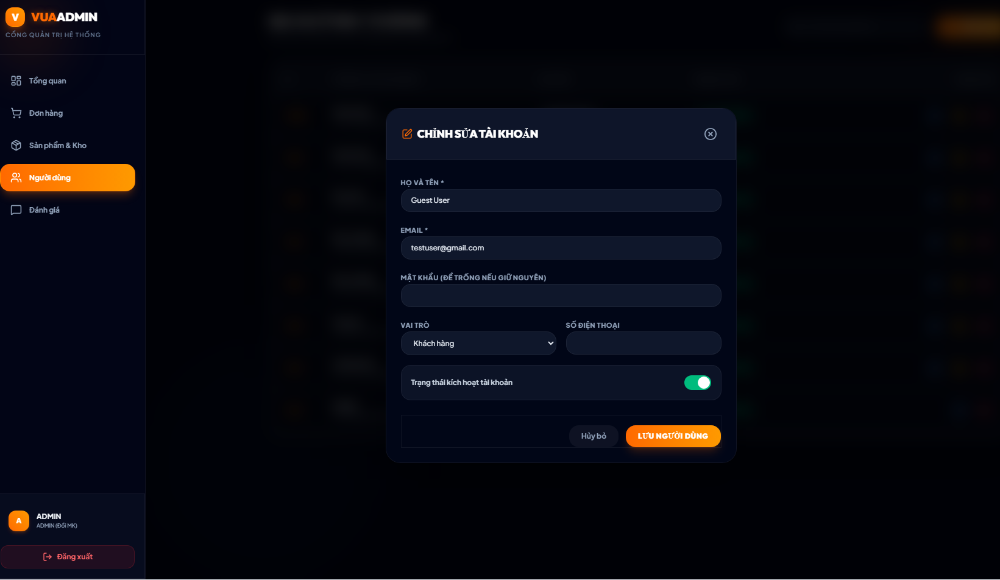 V VUAADMIN
CỔNG QUẢN TRỊ HỆ THỐNG
Tổng quan
Đơn hàng
Sản phẩm & Kho
Người dùng
Đánh giá
A ADMIN
ADMIN (Đổi MK)
Đăng xuất
CHỈNH SỬA TÀI KHOẢN
HỌ VÀ TÊN *
Guest User
EMAIL *
testuser@gmail.com
MẬT KHẨU (ĐỂ TRỐNG NẾU GIỮ NGUYÊN)
VAI TRÒ SỐ ĐIỆN THOẠI
Khách hàng
Trạng thái kích hoạt tài khoản
Hủy bỏ LƯU NGƯỜI DÙNG